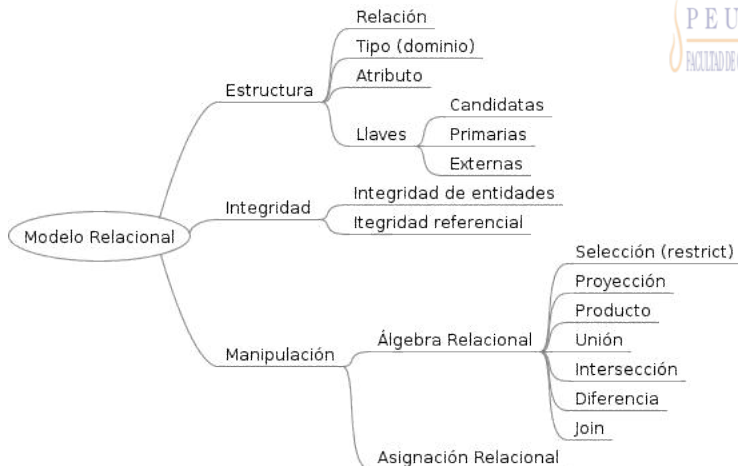 PEU
Relación
Tipo (dominio)
Estructura
Atributo
Candidatas
Llaves
Primarias
Externas
Integridad
Integridad de entidades
Itegridad referencial
Modelo Relacional
Selección (restrict)
Proyección
Producto
Manipulación
Álgebra Relacional
Unión
Intersección
Diferencia
Join
Asignación Relacional